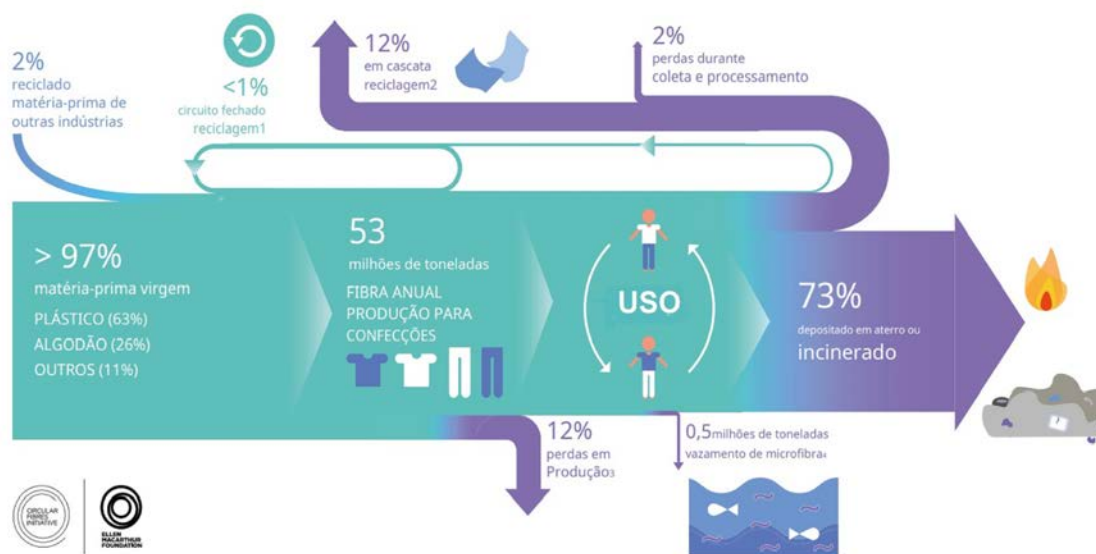 2%
reciclado
matéria-prima de
outras indústrias
<1%
circuito fechado
reciclagem1
12%
em cascata
reciclagem2
2%
perdas durante
coleta e processamento
> 97%
matéria-prima virgem
PLÁSTICO (63%)
ALGODÃO (26%)
OUTROS (11%)
53
milhões de toneladas
FIBRA ANUAL
PRODUÇÃO PARA
CONFECÇÕES
USO
73%
depositado em aterro ou
incinerado
12%
perdas em
Produção3
0,5milhões de toneladas
vazamento de microfibra4
CIRCULAR
FIBRES
INITIATIVE
ELLEN
MACARTHUR
FOUNDATION